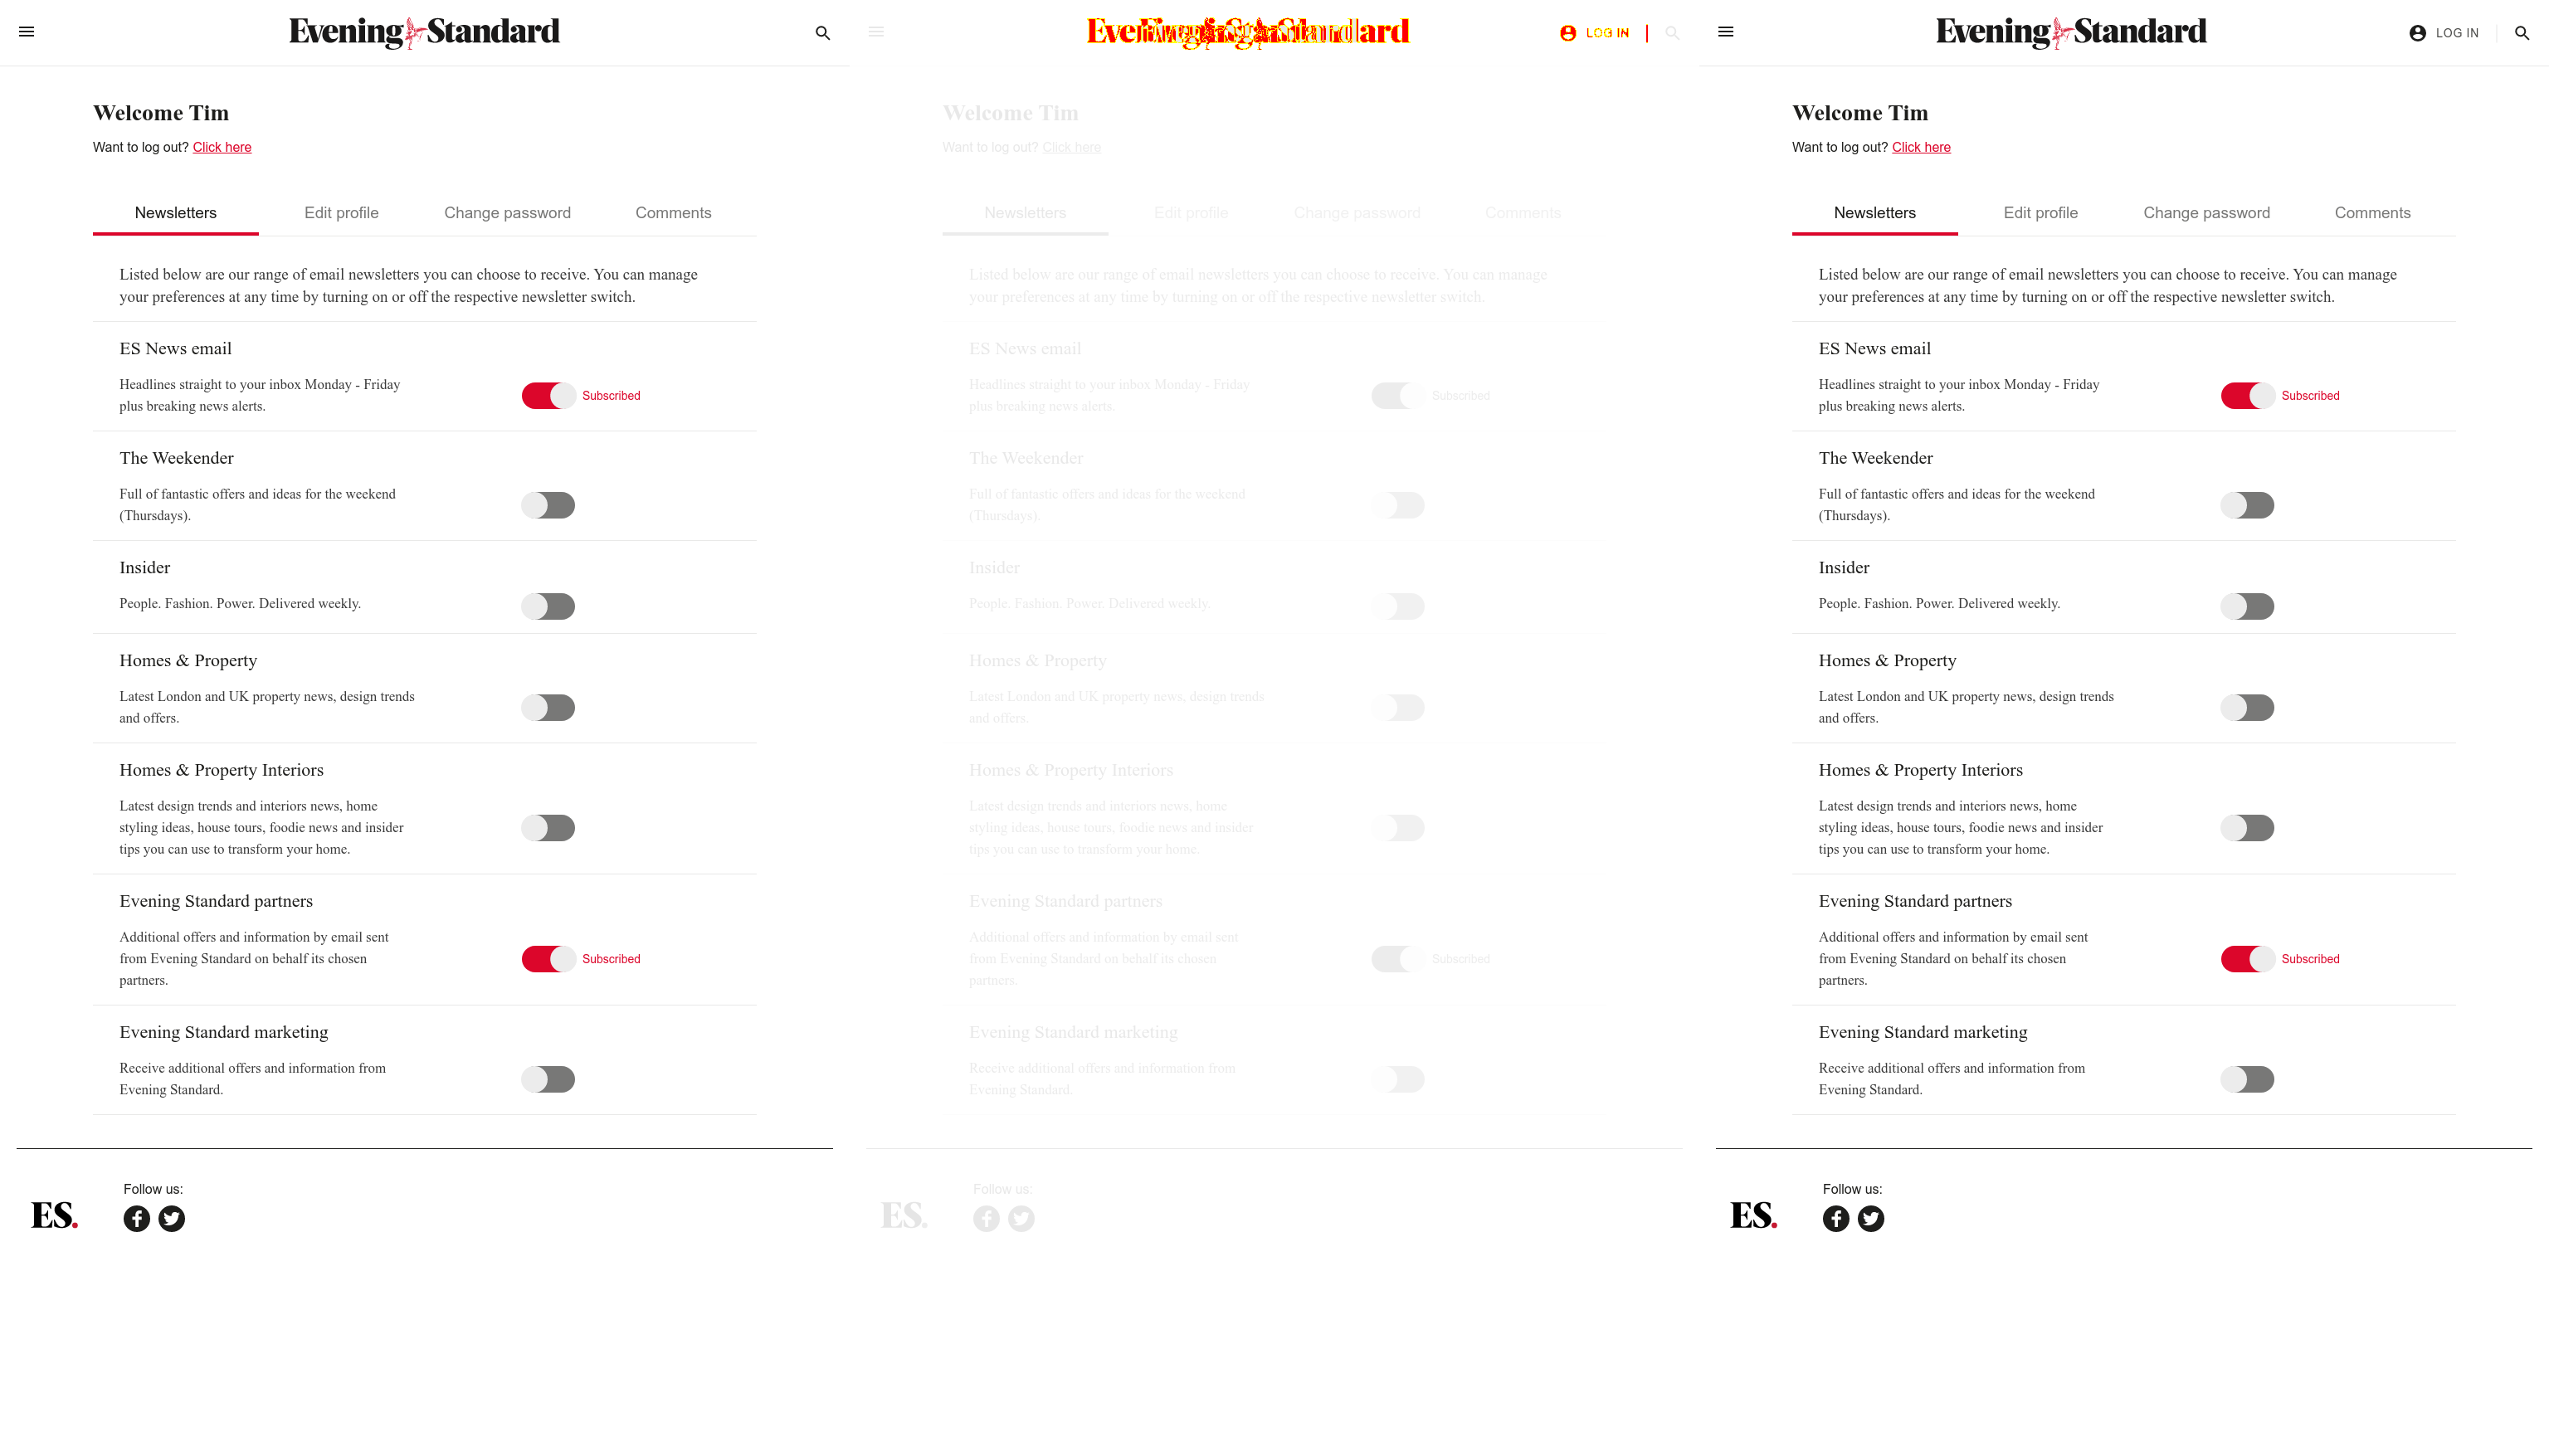 Evening Standard
Welcome Tim
Want to log out? Click here
Newsletters Edit profile Change password Comments
Listed below are our range of email newsletters you can choose to receive. You can manage
your preferences at any time by turning on or off the respective newsletter switch.
ES News email
Headlines straight to your inbox Monday - Friday
plus breaking news alerts.
Subscribed
The Weekender
Full of fantastic offers and ideas for the weekend
(Thursdays).
Insider
People. Fashion. Power. Delivered weekly.
Homes & Property
Latest London and UK property news, design trends
and offers.
Homes & Property Interiors
Latest design trends and interiors news, home
styling ideas, house tours, foodie news and insider
tips you can use to transform your home.
Evening Standard partners
Additional offers and information by email sent
from Evening Standard on behalf its chosen
partners.
Subscribed
Evening Standard marketing
Receive additional offers and information from
Evening Standard.
Follow us:
ES.
LOG IN
Welcome Tim
Want to log out? Click here
Newsletters Edit profile Change password Comments
Listed below are our range of email newsletters you can choose to receive. You can manage
your preferences at any time by turning on or off the respective newsletter switch.
ES News email
Headlines straight to your inbox Monday - Friday
plus breaking news alerts.
Subscribed
The Weekender
Full of fantastic offers and ideas for the weekend
(Thursdays).
Insider
People. Fashion. Power. Delivered weekly.
Homes & Property
Latest London and UK property news, design trends
and offers.
Homes & Property Interiors
Latest design trends and interiors news, home
styling ideas, house tours, foodie news and insider
tips you can use to transform your home.
Evening Standard partners
Additional offers and information by email sent
from Evening Standard on behalf its chosen
partners.
Subscribed
Evening Standard marketing
Receive additional offers and information from
Evening Standard.
Follow us:
ES.
Evening Standard
LOG IN
Welcome Tim
Want to log out? Click here
Newsletters Edit profile Change password Comments
Listed below are our range of email newsletters you can choose to receive. You can manage
your preferences at any time by turning on or off the respective newsletter switch.
ES News email
Headlines straight to your inbox Monday - Friday
plus breaking news alerts.
Subscribed
The Weekender
Full of fantastic offers and ideas for the weekend
(Thursdays).
Insider
People. Fashion. Power. Delivered weekly.
Homes & Property
Latest London and UK property news, design trends
and offers.
Homes & Property Interiors
Latest design trends and interiors news, home
styling ideas, house tours, foodie news and insider
tips you can use to transform your home.
Evening Standard partners
Additional offers and information by email sent
from Evening Standard on behalf its chosen
partners.
Subscribed
Evening Standard marketing
Receive additional offers and information from
Evening Standard.
Follow us:
ES.